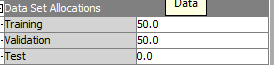 Data
Data Set Allocations
Training 50.0
Validation 50.0
Test 0.0